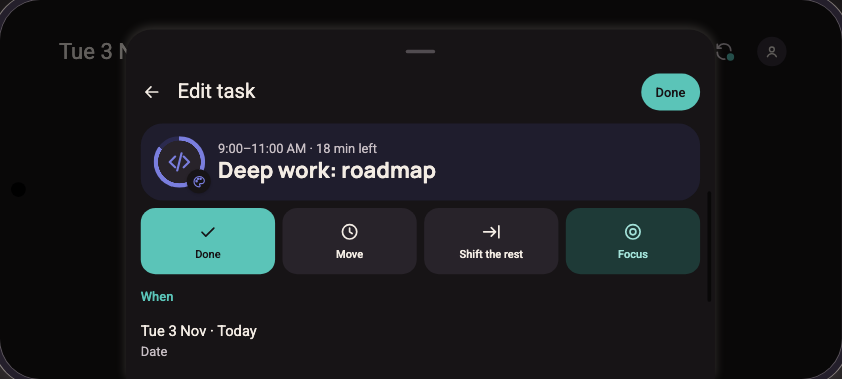 Tue 3 N
Edit task
Done
9:00–11:00 AM · 18 min left
Deep work: roadmap
Done
Move
Shift the rest
Focus
When
Tue 3 Nov · Today
Date